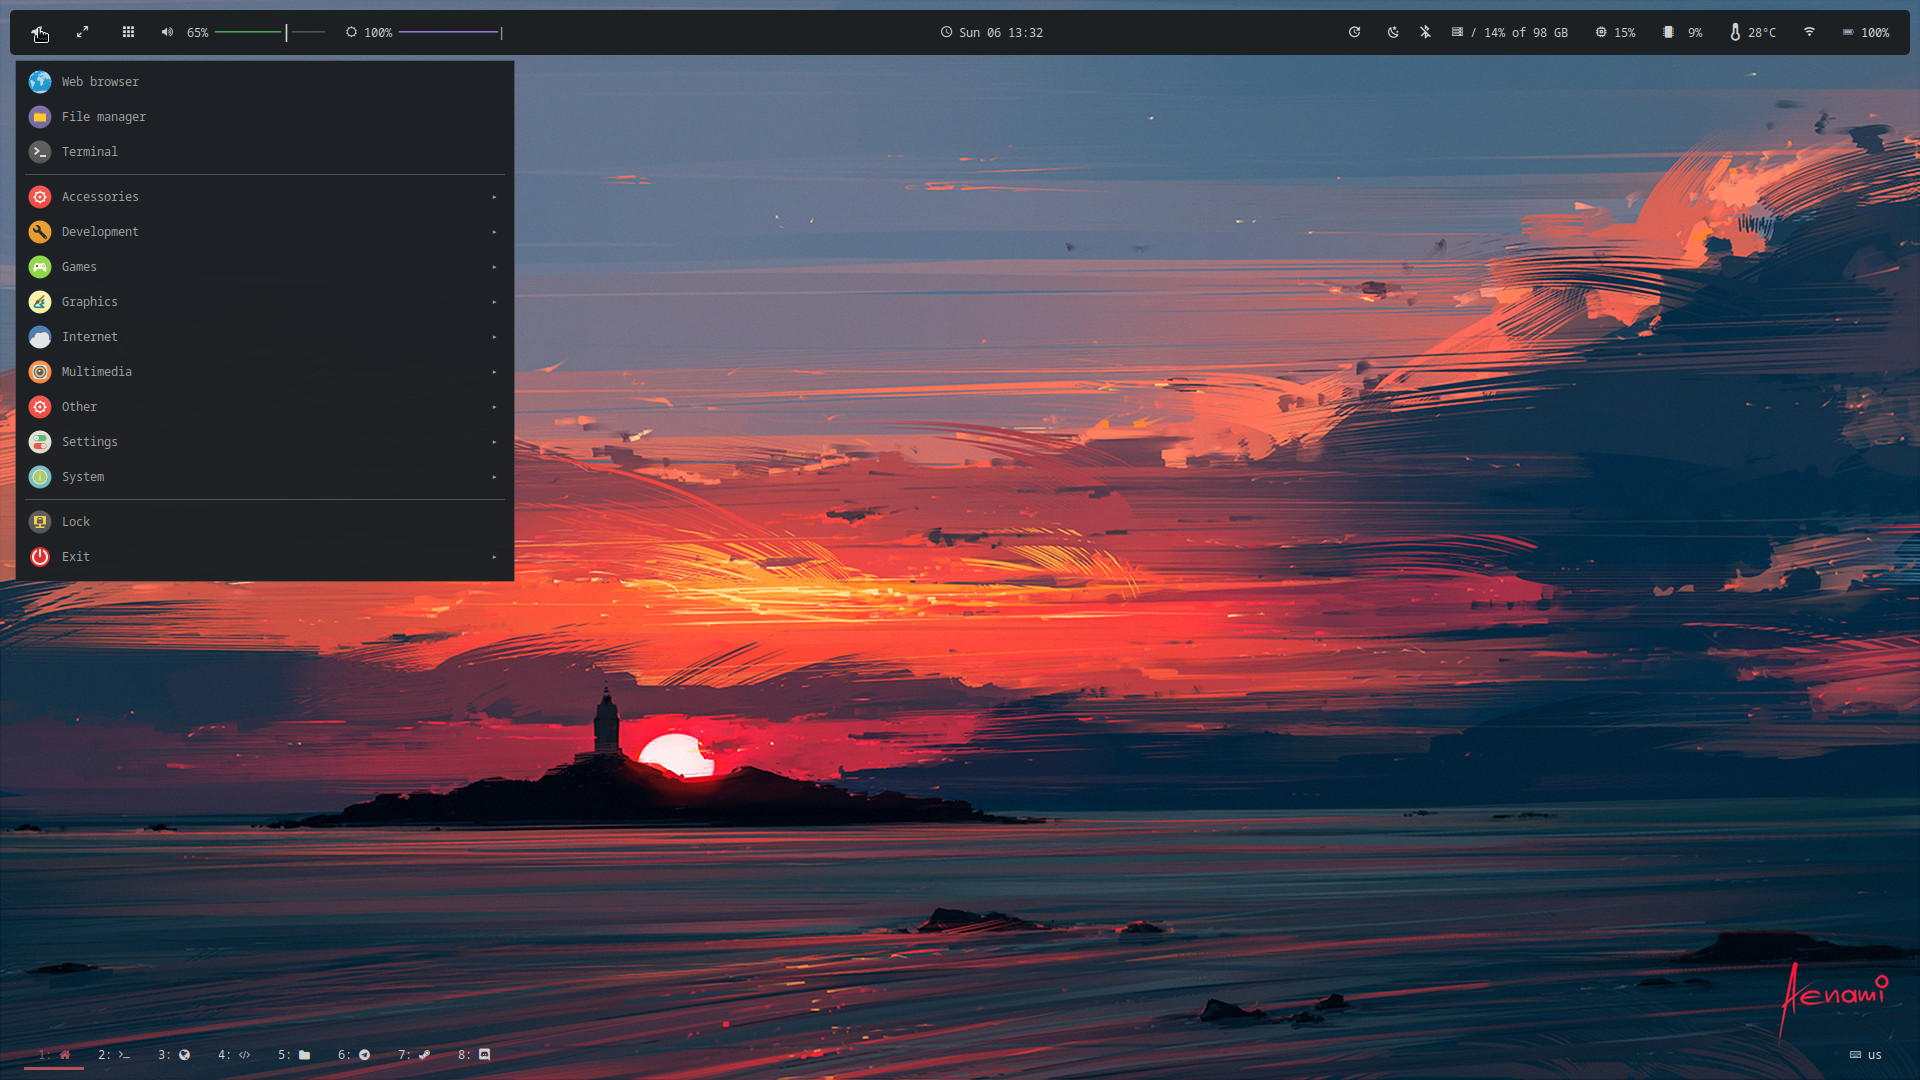 65% 100% Sun 06 13:32 / 14% of 98 GB 15% 9% 28°C 100%
Web browser
File manager
Terminal
Accessories
Development
Games
Graphics
Internet
Multimedia
Other
Settings
System
Lock
Exit
Aenami
1: 2: 3: 4: 5: 6: 7: 8: us